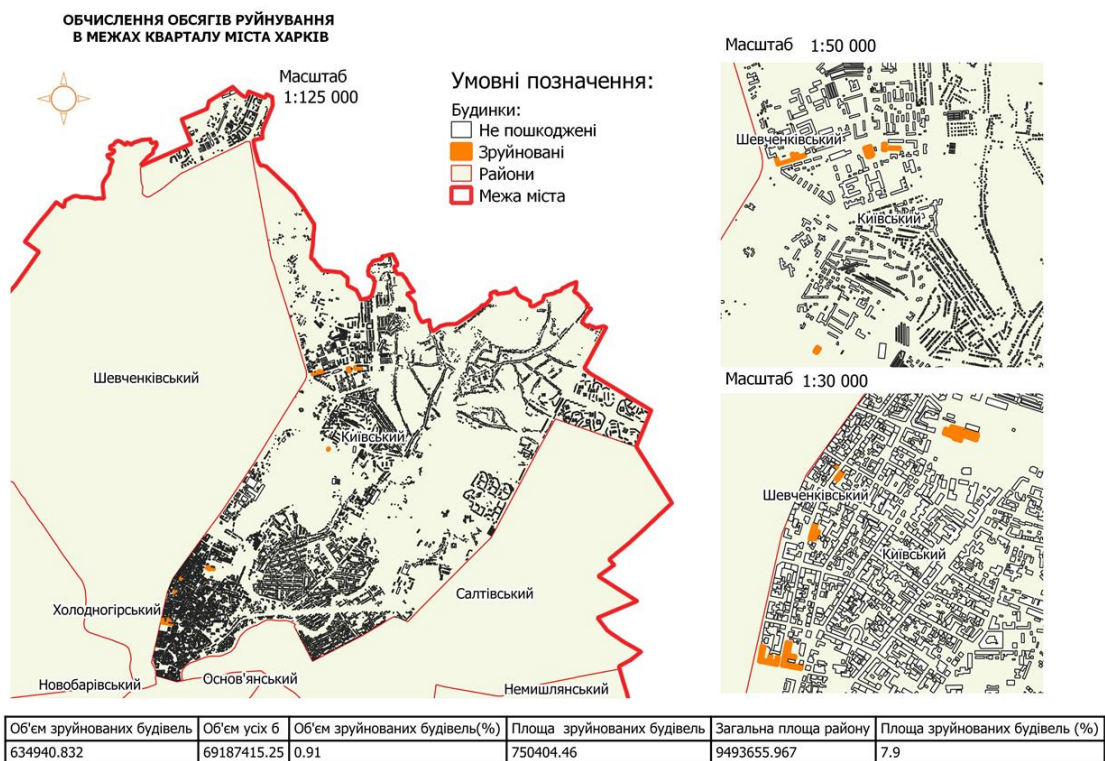 ОБЧИСЛЕННЯ ОБСЯГІВ РУЙНУВАННЯ
В МЕЖАХ КВАРТАЛУ МІСТА ХАРКІВ
Масштаб
1:125 000
Умовні позначення:
Будинки:
Не пошкоджені
Зруйновані
Райони
Межа міста
Шевченківський
Київський
Холодногірський
Салтівський
Новобарівський
Основ'янський
Немишлянський
Масштаб 1:50 000
Шевченківський
Київський
Масштаб 1:30 000
Шевченківський
Київський
Об'єм зруйнованих будівель Об'єм усіх б Об'єм зруйнованих будівель(%) Площа зруйнованих будівель Загальна площа району Площа зруйнованих будівель (%)
634940.832 69187415.25 0.91 750404.46 9493655.967 7.9